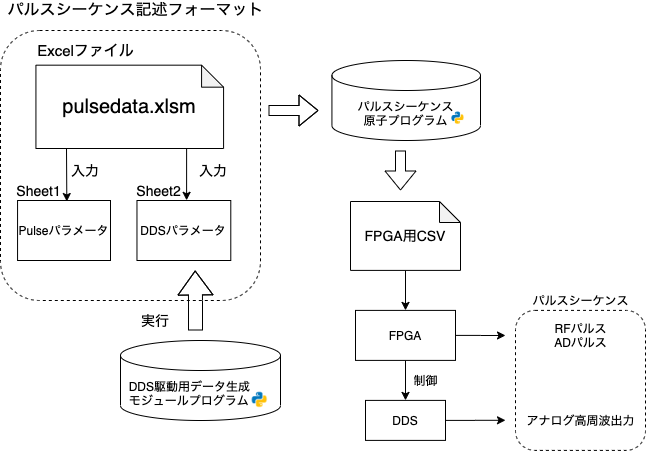 パルスシーケンス記述フォーマット
Excelファイル
pulsedata.xlsm
入力
入力
Sheet1
Sheet2
Pulseパラメータ
DDSパラメータ
実行
DDS駆動用データ生成
モジュールプログラム
パルスシーケンス
原子プログラム
FPGA用CSV
FPGA
制御
DDS
パルスシーケンス
RFパルス
ADパルス
アナログ高周波出力